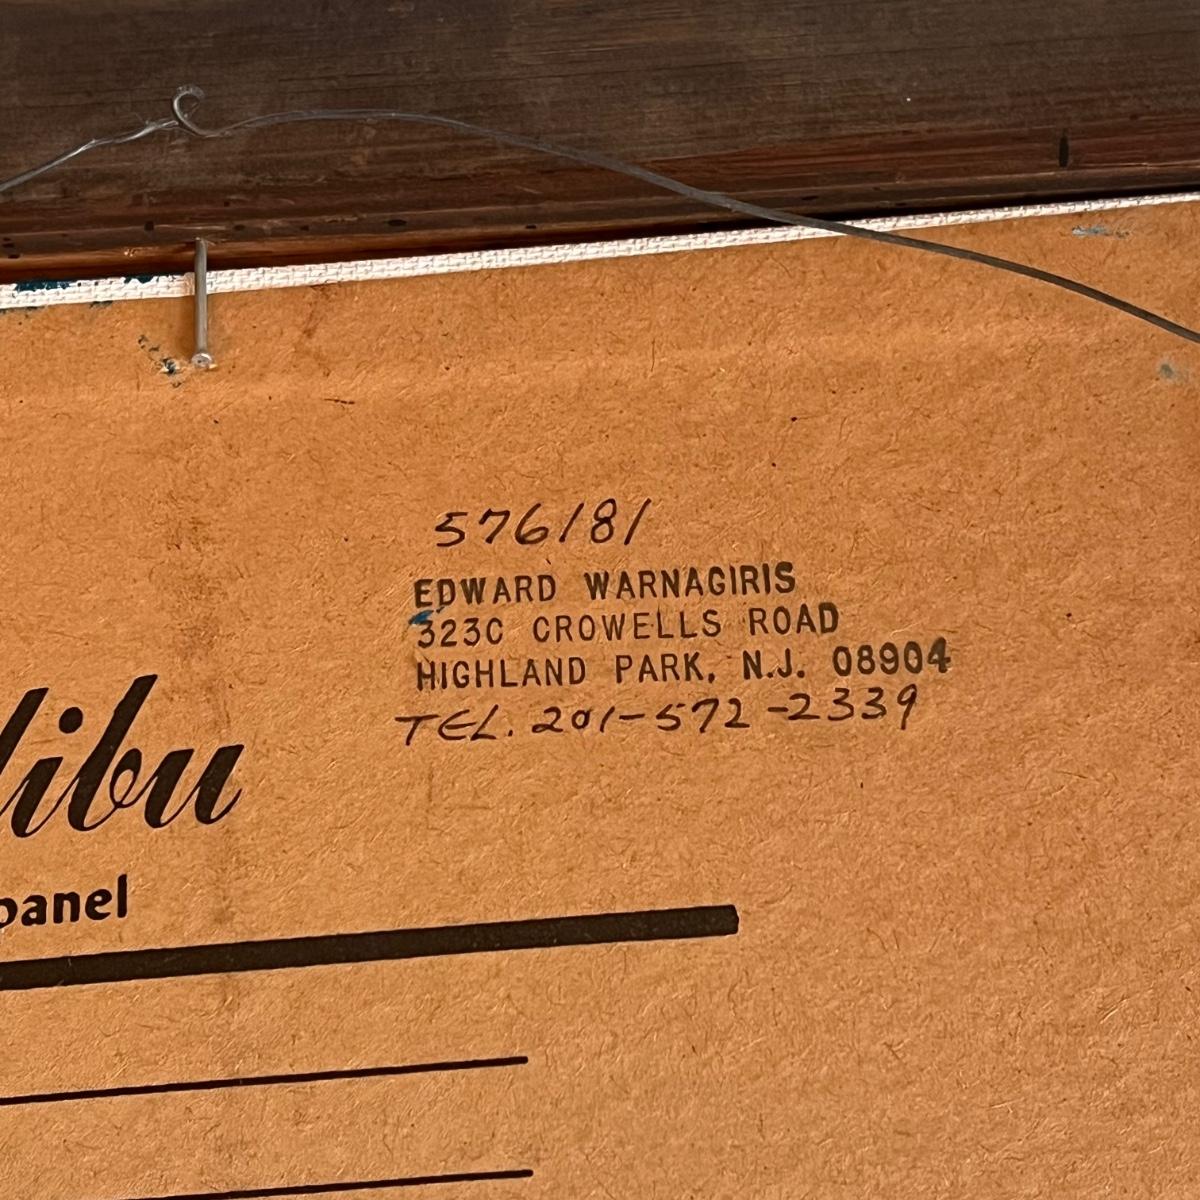 576181
EDWARD WARNAGIRIS
323C CROWELLS ROAD
HIGHLAND PARK, N.J. 08904
TEL. 201-572-2339
libu
panel